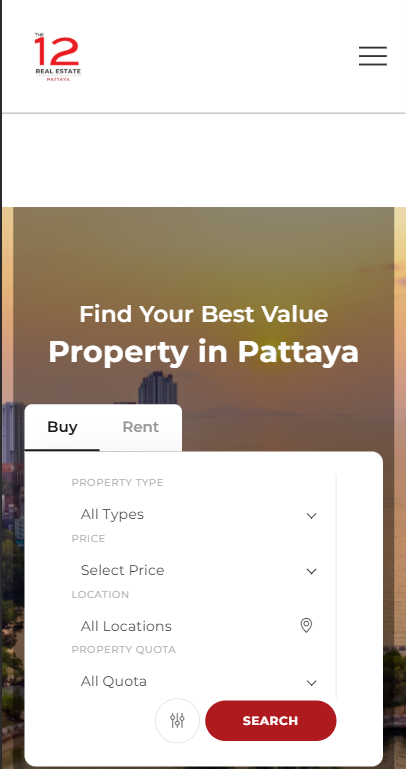 THE
12
REAL ESTATE
PATTAYA
Find Your Best Value
Property in Pattaya
Buy
Rent
PROPERTY TYPE
All Types
PRICE
Select Price
LOCATION
All Locations
PROPERTY QUOTA
All Quota
SEARCH